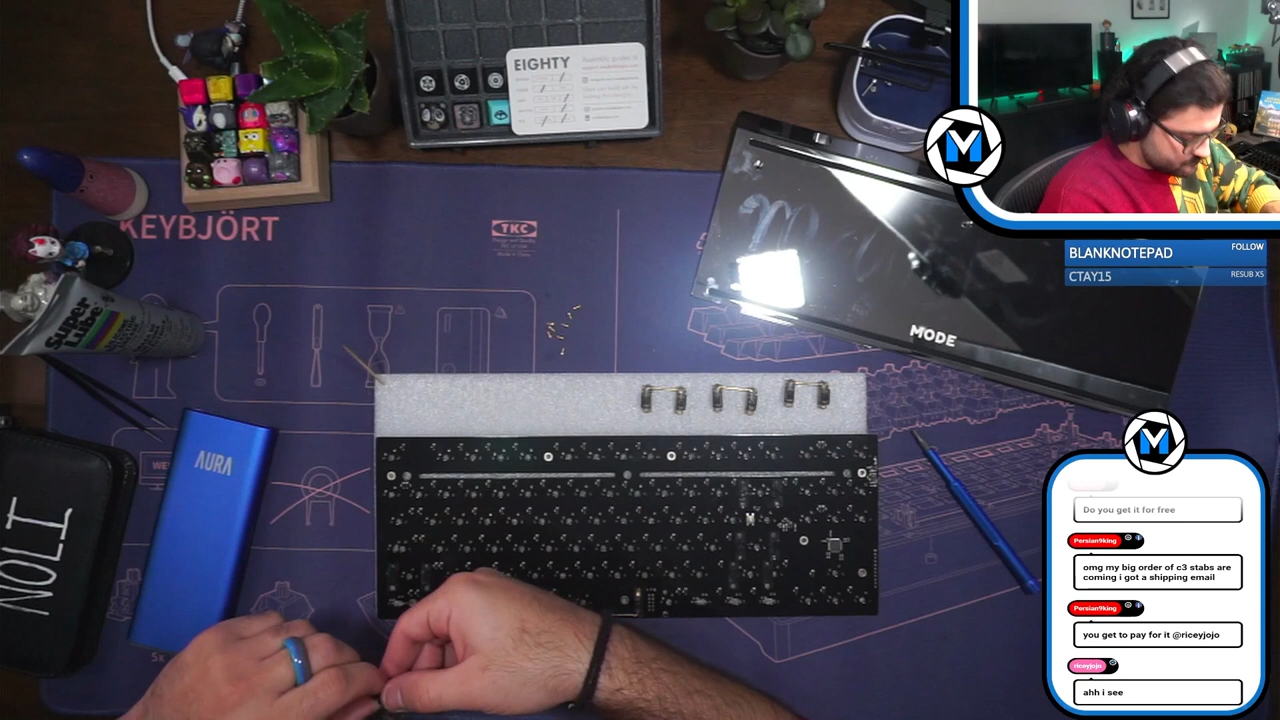 EIGHTY
KEYBJÖRT
TKC
Super
Lube
AURA
NOLI
MODE
M
BLANKNOTPAD
FOLLOW
CTAY15
RESUB X5
M
Do you get it for free
Persian9king
omg my big order of c3 stabs are
coming i got a shipping email
Persian9king
you get to pay for it @riceyjojo
riceyjojo
ahh i see